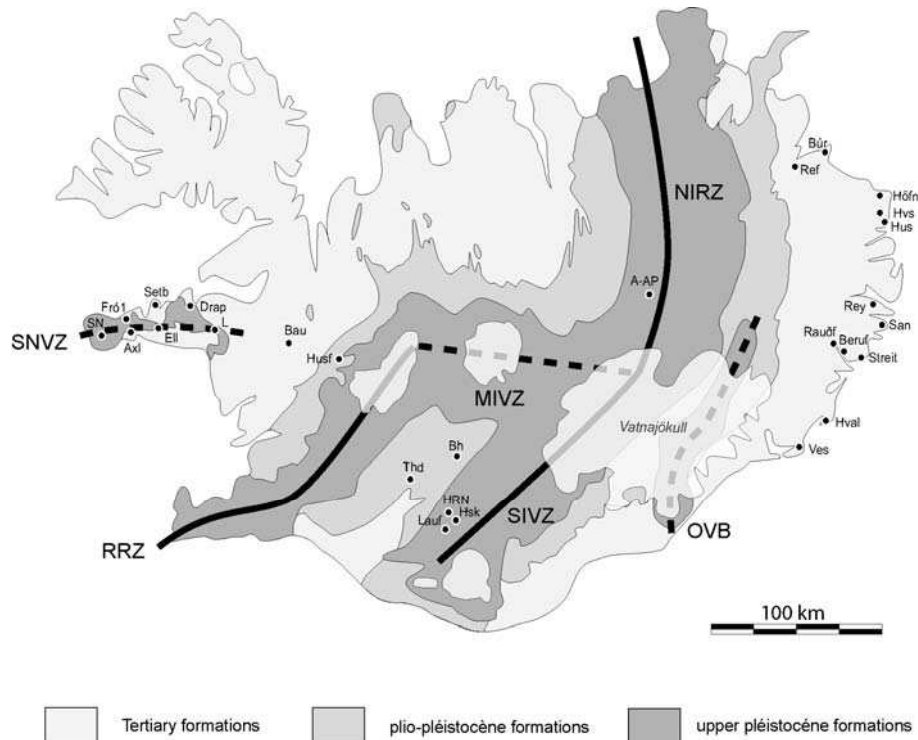 NIRZ
Búr
Ref
Höfn
Hvs
Hus
A-AP
Setb
Drap
Fró1
SN
L
Rey
San
SNVZ
Axl
Ell
Bau
Husf
Rauðf
Beruf
Streit
MIVZ
Vatnajökull
Hval
Bh
Ves
Thd
HRN
Hsk
Lauf
SIVZ
OVB
RRZ
100 km
Tertiary formations
plio-pléistocène formations
upper pléistocéne formations